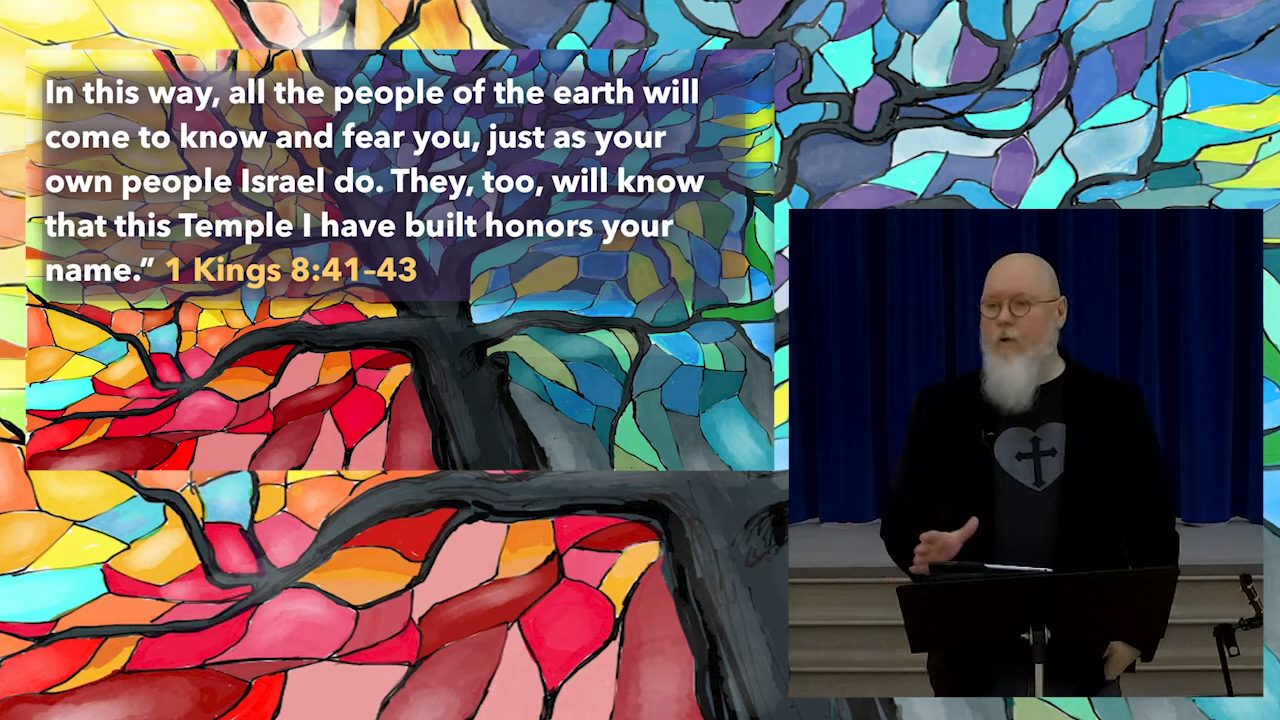 In this way, all the people of the earth will
come to know and fear you, just as your
own people Israel do. They, too, will know
that this Temple I have built honors your
name.” 1 Kings 8:41–43